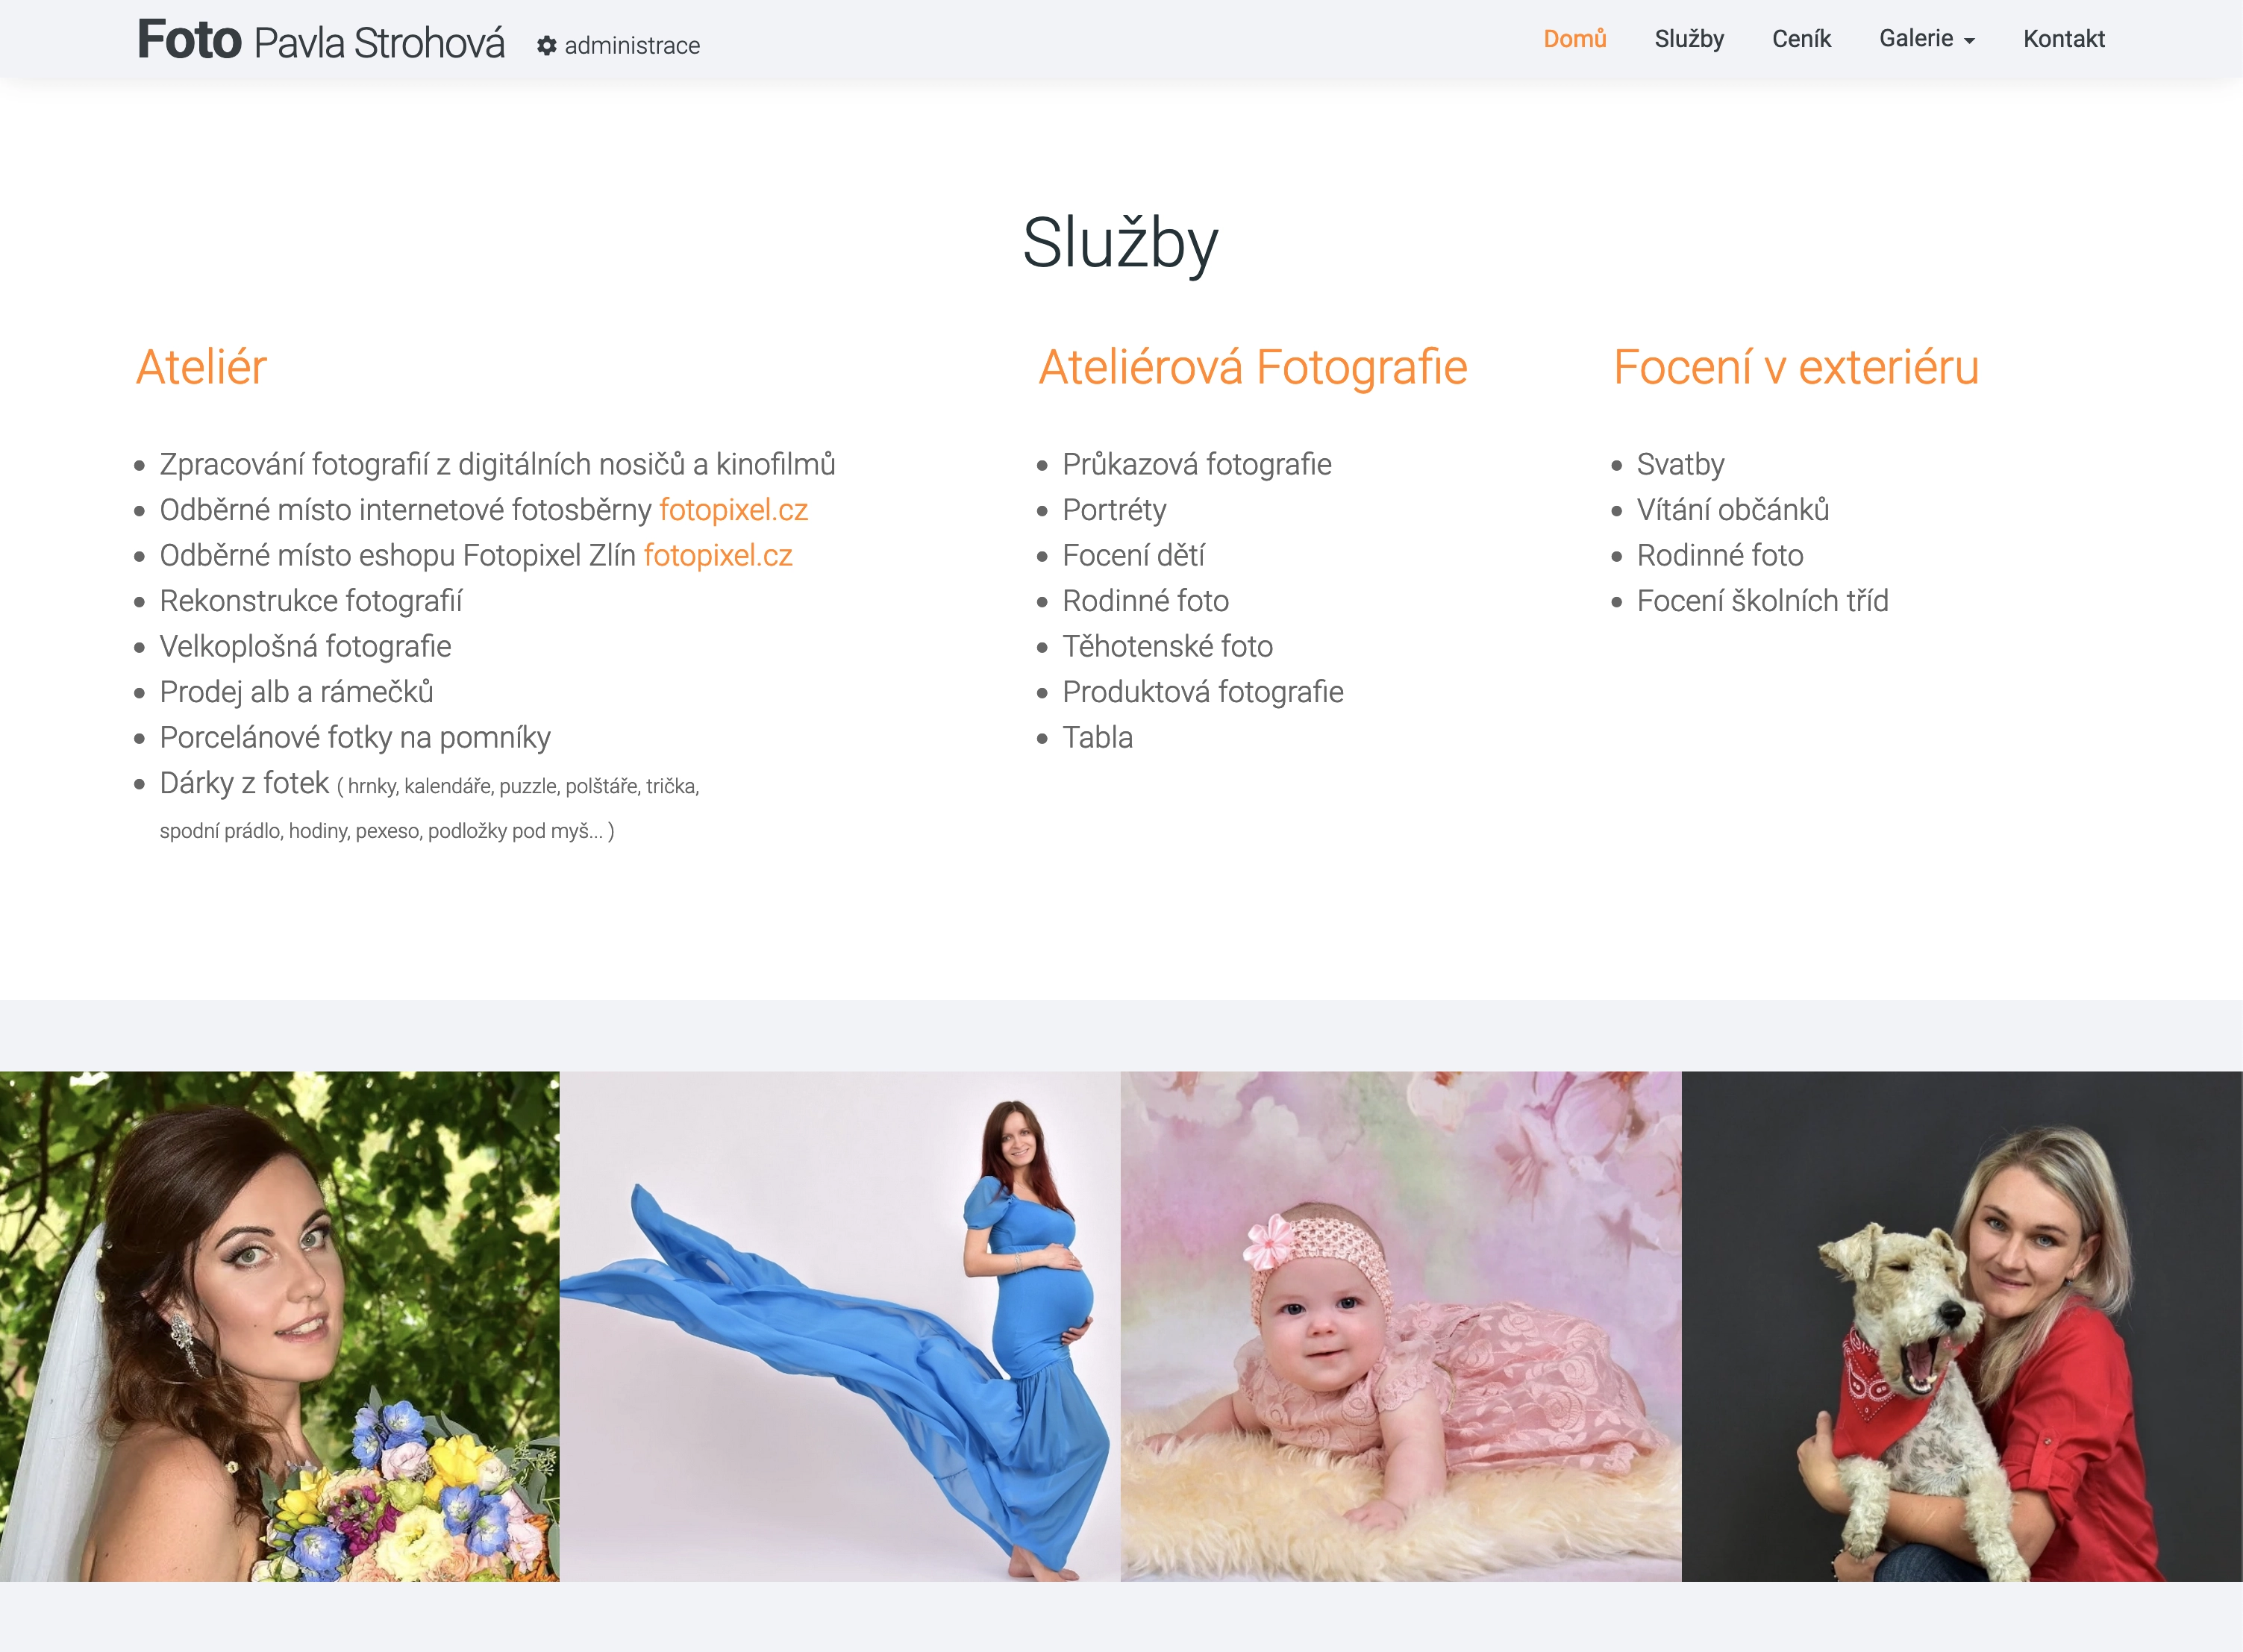 Foto Pavla Strohová administrace Domů Služby Ceník Galerie Kontakt
Služby
Ateliér
Zpracování fotografií z digitálních nosičů a kinofilmů
Odběrné místo internetové fotosběrny fotopixel.cz
Odběrné místo eshopu Fotopixel Zlín fotopixel.cz
Rekonstrukce fotografií
Velkoplošná fotografie
Prodej alb a rámečků
Porcelánové fotky na pomníky
Dárky z fotek ( hrnky, kalendáře, puzzle, polštáře, trička,
spodní prádlo, hodiny, pexeso, podložky pod myš... )
Ateliérová Fotografie
Průkazová fotografie
Portréty
Focení dětí
Rodinné foto
Těhotenské foto
Produktová fotografie
Tabla
Focení v exteriéru
Svatby
Vítání občánků
Rodinné foto
Focení školních tříd